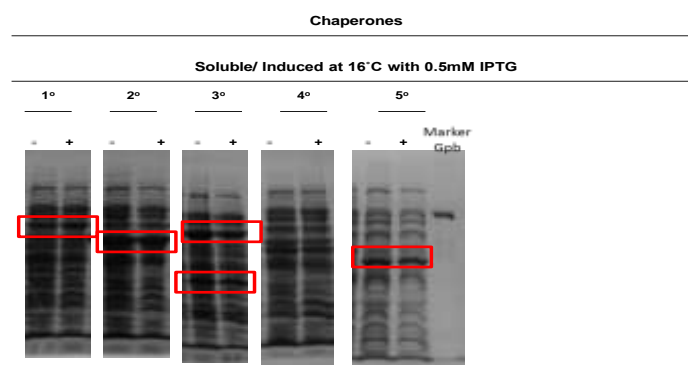 Chaperones
Soluble/ Induced at 16°C with 0.5mM IPTG
1º 2º 3º 4º 5º
- + - + - + - + - + Marker
Gpb